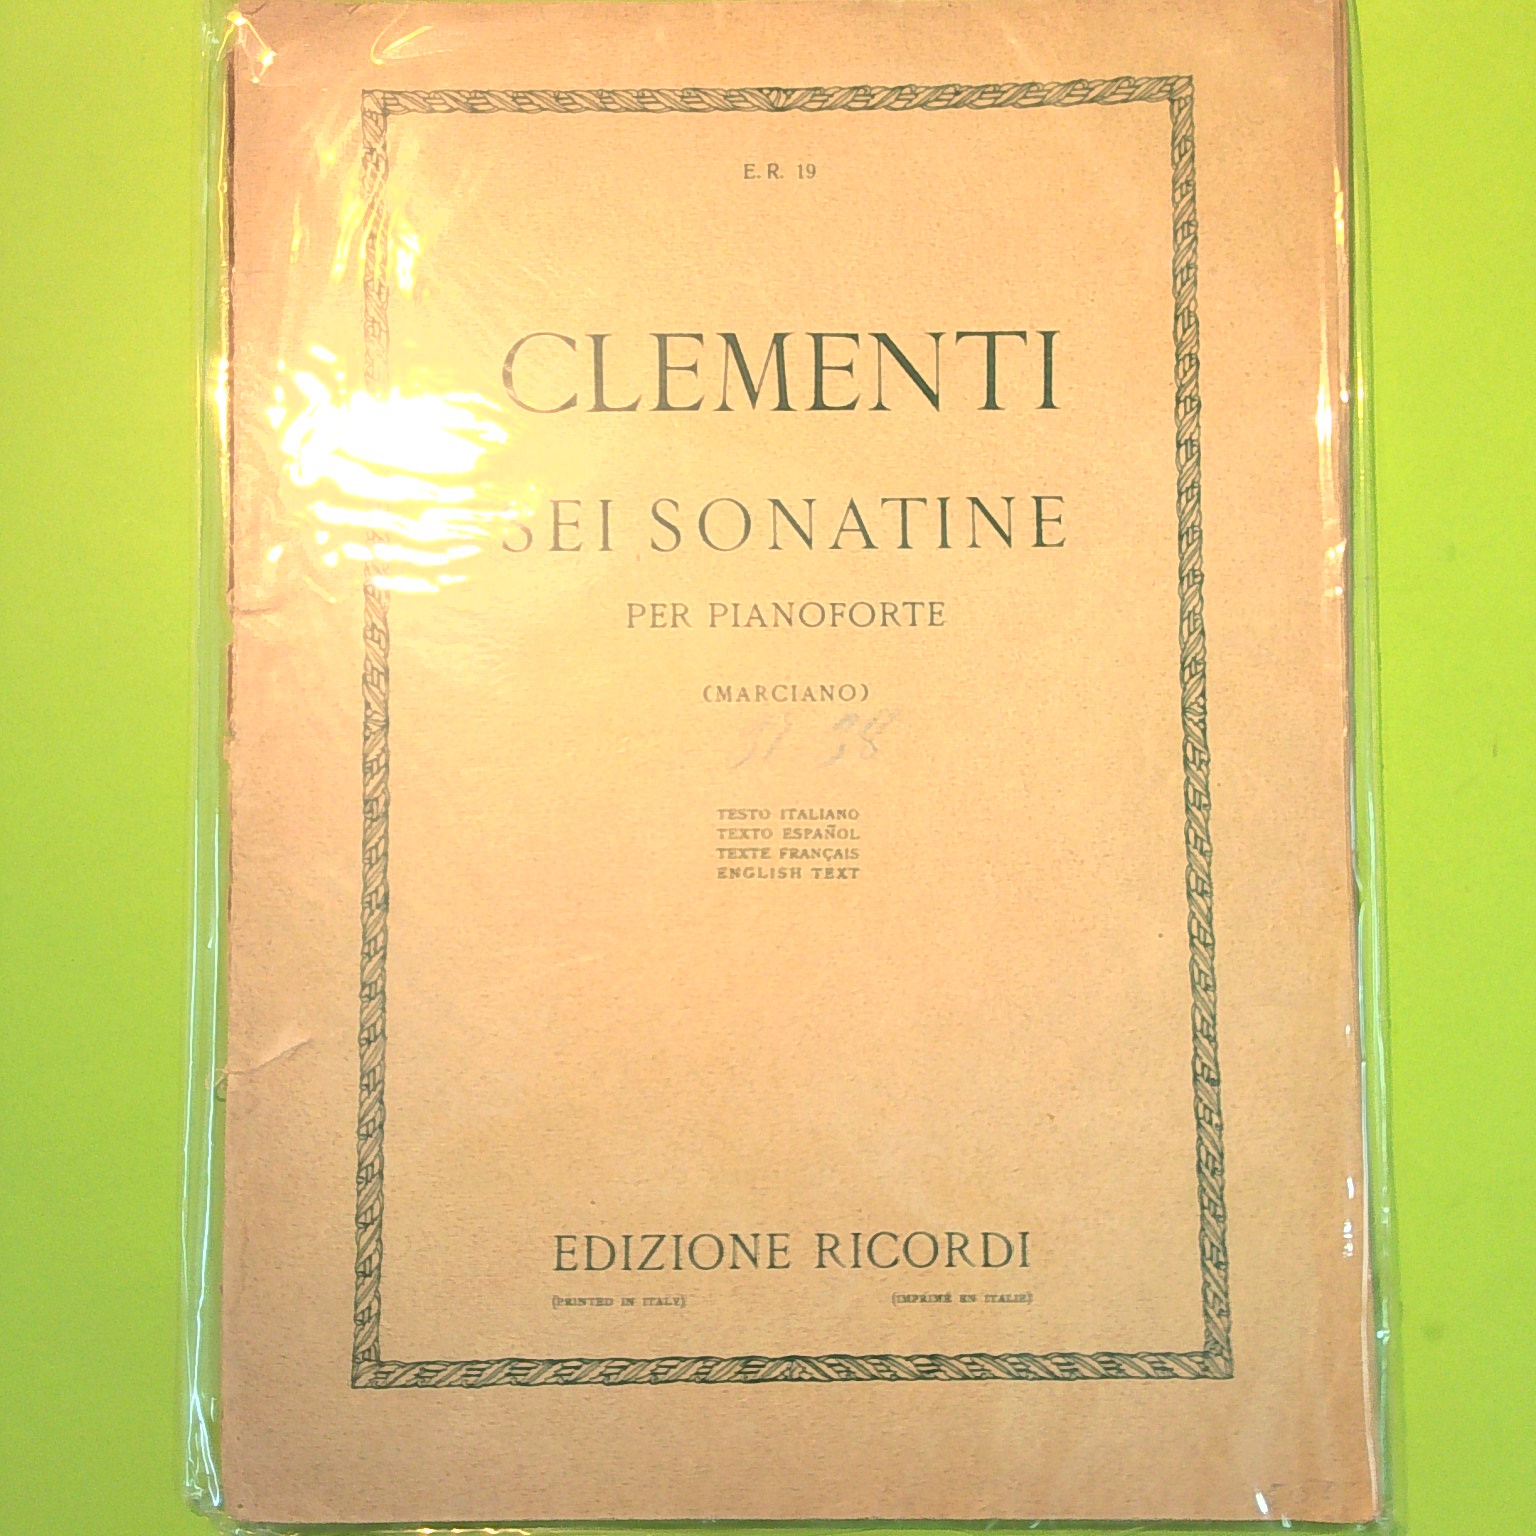 E. R. 19
CLEMENTI
SEI SONATINE
PER PIANOFORTE
(MARCIANO)
TESTO ITALIANO
TEXTO ESPAÑOL
TEXTE FRANÇAIS
ENGLISH TEXT
EDIZIONE RICORDI
(PRINTED IN ITALY) (IMPRIMÉ EN ITALIE)